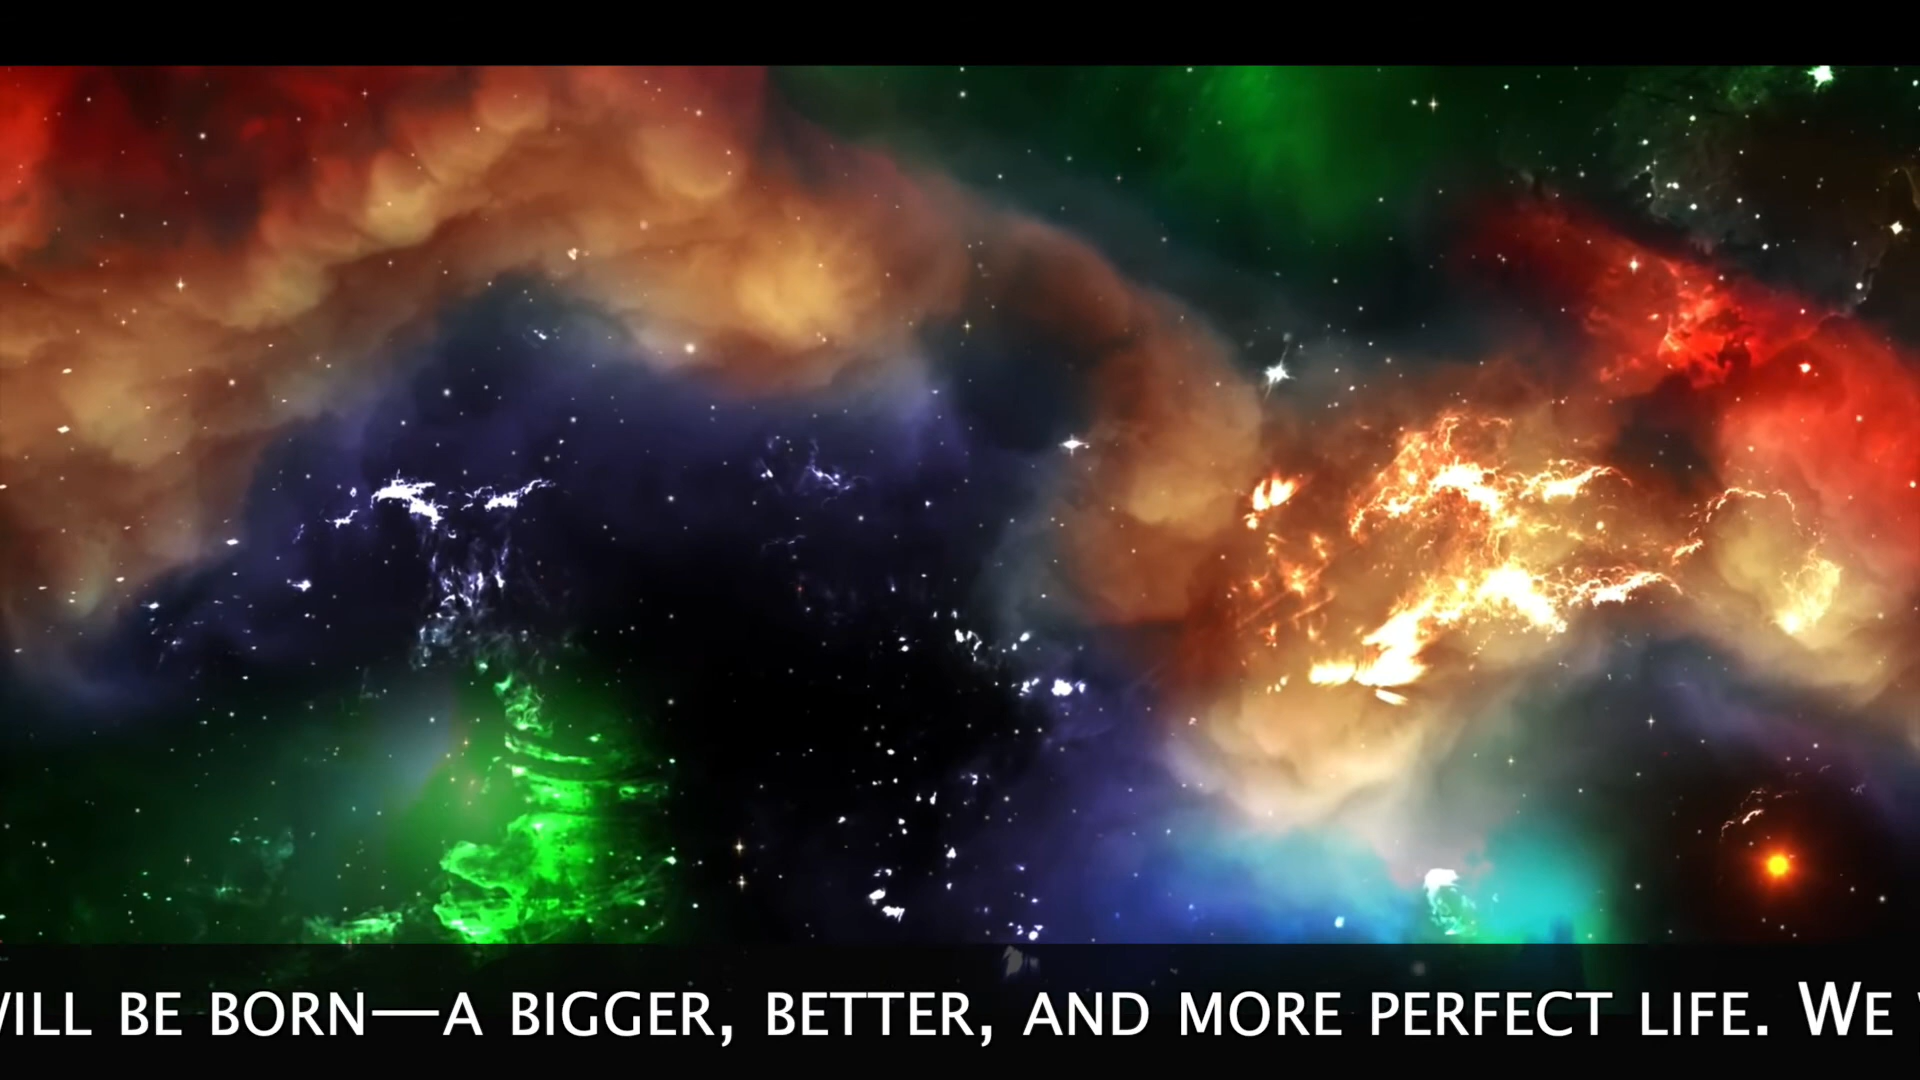 WILL BE BORN—A BIGGER, BETTER, AND MORE PERFECT LIFE. WE